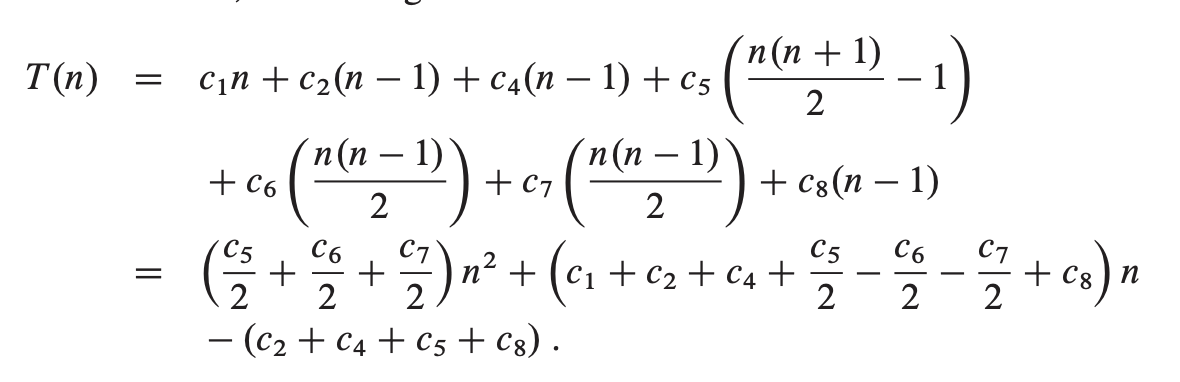 T(n) = c₁n + c₂(n − 1) + c₄(n − 1) + c₅ (n(n + 1)/2 − 1)
+ c₆ (n(n − 1)/2) + c₇ (n(n − 1)/2) + c₈(n − 1)
= (c₅/2 + c₆/2 + c₇/2) n² + (c₁ + c₂ + c₄ + c₅/2 − c₆/2 − c₇/2 + c₈) n
− (c₂ + c₄ + c₅ + c₈) .